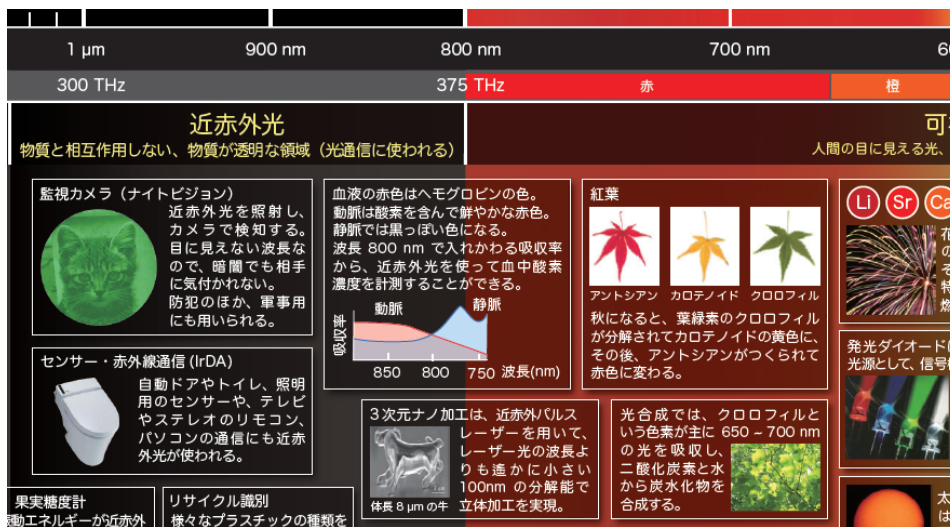 1 μm
900 nm
800 nm
700 nm
300 THz
375 THz
赤
橙
近赤外光
物質と相互作用しない、物質が透明な領域（光通信に使われる）
人間の目に見える光、
監視カメラ（ナイトビジョン）
近赤外光を照射し、
カメラで検知する。
目に見えない波長な
ので、暗闇でも相手
に気付かれない。
防犯のほか、軍事用
にも用いられる。
血液の赤色はヘモグロビンの色。
動脈は酸素を含んで鮮やかな赤色。
静脈では黒っぽい色になる。
波長 800 nm で入れかわる吸収率
から、近赤外光を使って血中酸素
濃度を計測することができる。
動脈
静脈
吸収率
850
800
750
波長(nm)
紅葉
アントシアン
カロテノイド
クロロフィル
秋になると、葉緑素のクロロフィル
が分解されてカロテノイドの黄色に、
その後、アントシアンがつくられて
赤色に変わる。
Li
Sr
Ca
センサー・赤外線通信 (IrDA)
自動ドアやトイレ、照明
用のセンサーや、テレビ
やステレオのリモコン、
パソコンの通信にも近赤
外光が使われる。
３次元ナノ加工は、近赤外パルス
レーザーを用いて、
レーザー光の波長よ
りも遙かに小さい
100nm の分解能で
立体加工を実現。
体長 8 μm の牛
光合成では、クロロフィルと
いう色素が主に 650 ~ 700 nm
の光を吸収し、
二酸化炭素と水
から炭水化物を
合成する。
発光ダイオード
光源として、信号
果実糖度計
動エネルギーが近赤外
リサイクル識別
様々なプラスチックの種類を